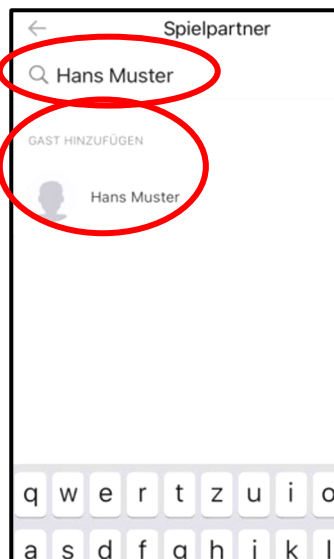 Spielpartner
Hans Muster
GAST HINZUFÜGEN
Hans Muster
q w e r t z u i o
a s d f g h j k l